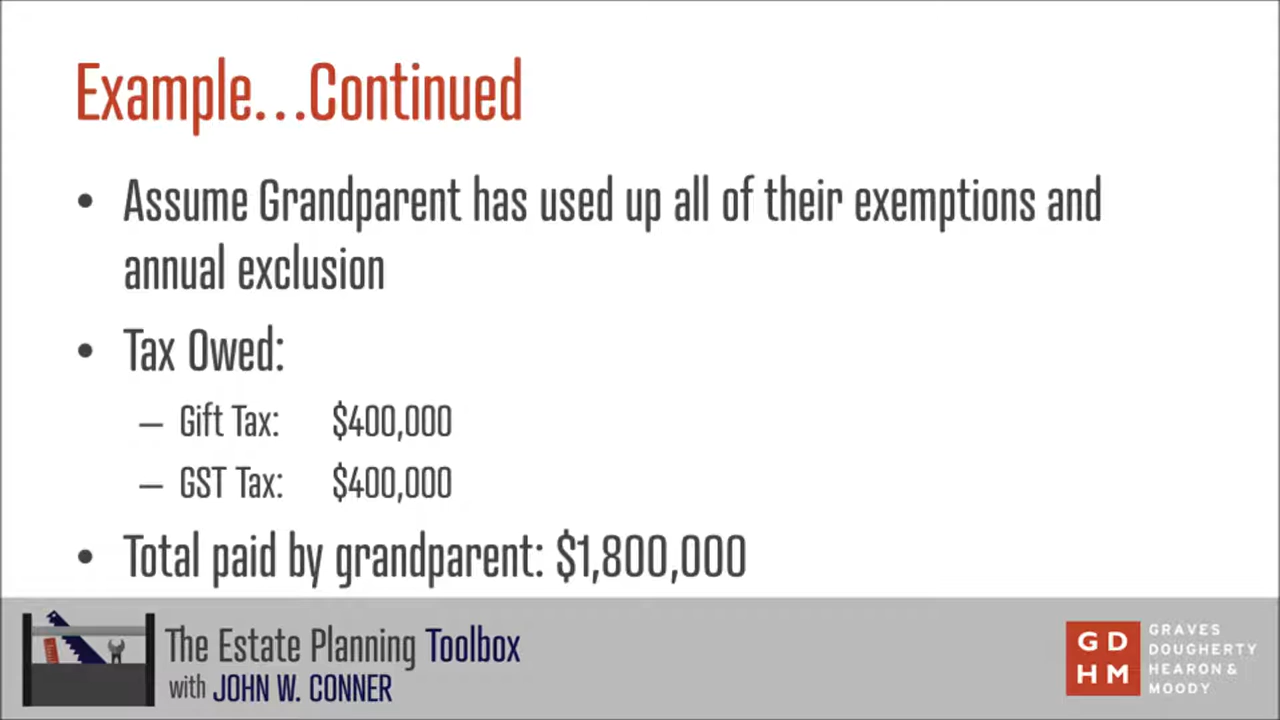 Example...Continued
• Assume Grandparent has used up all of their exemptions and
annual exclusion
• Tax Owed:
– Gift Tax: $400,000
– GST Tax: $400,000
• Total paid by grandparent: $1,800,000
The Estate Planning Toolbox
with JOHN W. CONNER
GD
HM
GRAVES
DOUGHERTY
HEARON &
MOODY